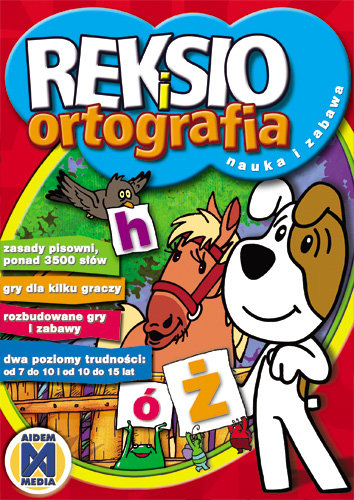 REKSIO
i
ortografia
nauka i zabawa
h
zasady pisowni,
ponad 3500 słów
gry dla kilku graczy
rozbudowane gry
i zabawy
dwa poziomy trudności:
od 7 do 10 i od 10 do 15 lat
ó
Ż
AIDEM
MEDIA